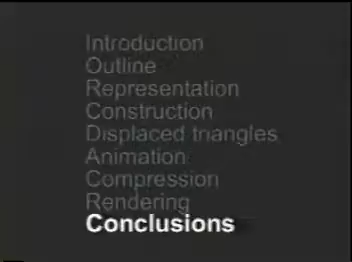 Introduction
Outline
Representation
Construction
Displaced triangles
Animation
Compression
Rendering
Conclusions